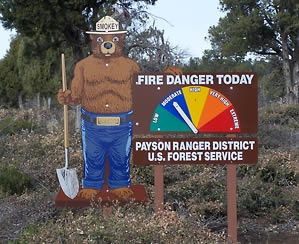 SMOKEY
FIRE DANGER TODAY
LOW
MODERATE
HIGH
VERY HIGH
EXTREME
PAYSON RANGER DISTRICT
U.S. FOREST SERVICE